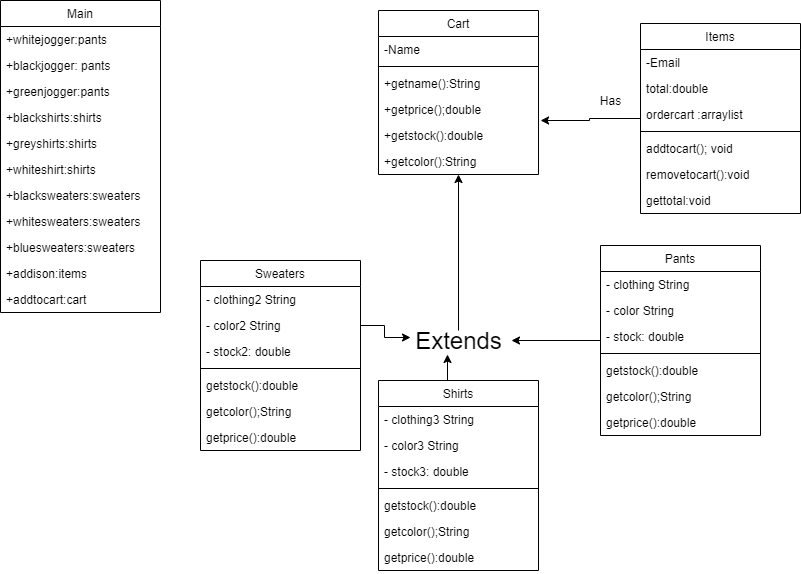 Main
+whitejogger:pants
+blackjogger: pants
+greenjogger:pants
+blackshirts:shirts
+greyshirts:shirts
+whiteshirt:shirts
+blacksweaters:sweaters
+whitesweaters:sweaters
+bluesweaters:sweaters
+addison:items
+addtocart:cart
Cart
-Name
+getname():String
+getprice();double
+getstock():double
+getcolor():String
Has
Items
-Email
total:double
ordercart :arraylist
addtocart(); void
removetocart():void
gettotal:void
Sweaters
- clothing2 String
- color2 String
- stock2: double
getstock():double
getcolor();String
getprice():double
Extends
Pants
- clothing String
- color String
- stock: double
getstock():double
getcolor();String
getprice():double
Shirts
- clothing3 String
- color3 String
- stock3: double
getstock():double
getcolor();String
getprice():double